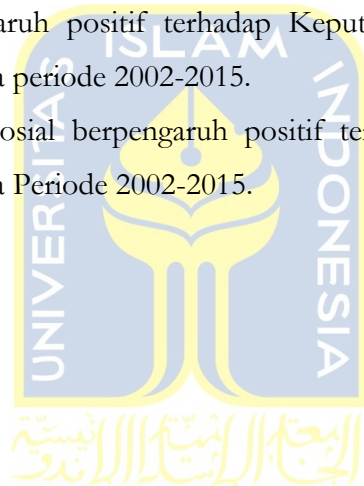 aruh positif terhadap Keput
a periode 2002-2015.
osial berpengaruh positif te
a Periode 2002-2015.
UNIVERSITAS ISLAM INDONESIA